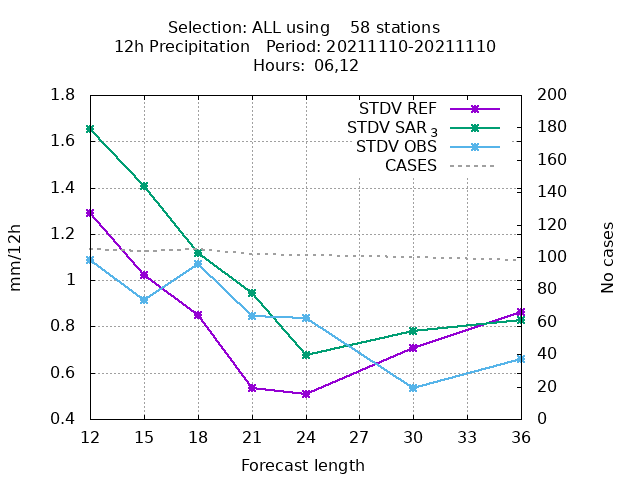 Selection: ALL using    58 stations
12h Precipitation   Period: 20211110-20211110
Hours:  06,12
STDV REF
STDV SAR 3
STDV OBS
CASES
1.8
1.6
1.4
1.2
1
0.8
0.6
0.4
mm/12h
200
180
160
140
120
100
80
60
40
20
0
No cases
12 15 18 21 24 27 30 33 36
Forecast length